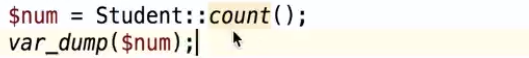 $num = Student::count();
var_dump($num);